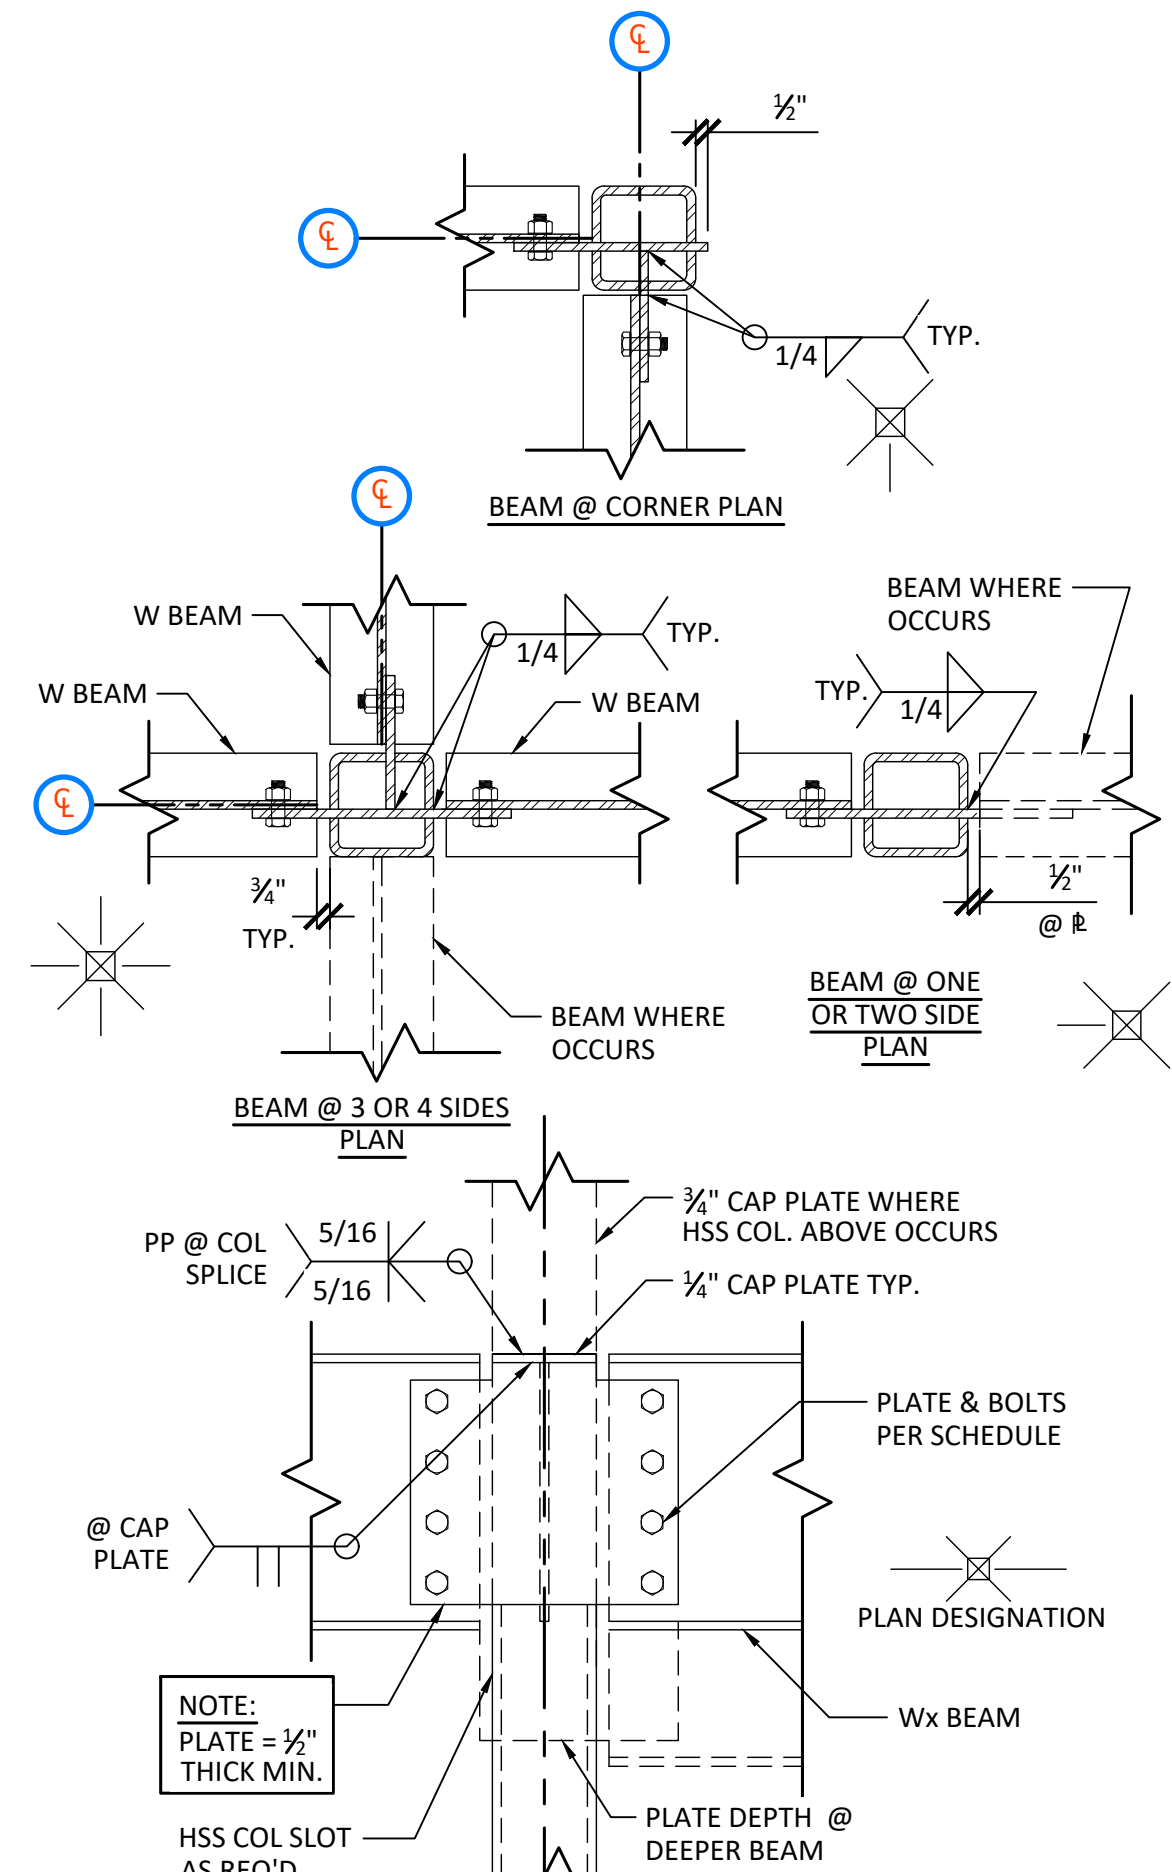 ℄
½"
℄
1/4
TYP.
BEAM @ CORNER PLAN
℄
W BEAM
1/4
TYP.
BEAM WHERE
OCCURS
W BEAM
W BEAM
TYP.
1/4
℄
¾"
TYP.
½"
@ ⅊
BEAM WHERE
OCCURS
BEAM @ ONE
OR TWO SIDE
PLAN
BEAM @ 3 OR 4 SIDES
PLAN
PP @ COL
SPLICE
5/16
5/16
¾" CAP PLATE WHERE
HSS COL. ABOVE OCCURS
¼" CAP PLATE TYP.
PLATE & BOLTS
PER SCHEDULE
@ CAP
PLATE
PLAN DESIGNATION
NOTE:
PLATE = ½"
THICK MIN.
Wx BEAM
HSS COL SLOT
AS REQ'D
PLATE DEPTH @
DEEPER BEAM